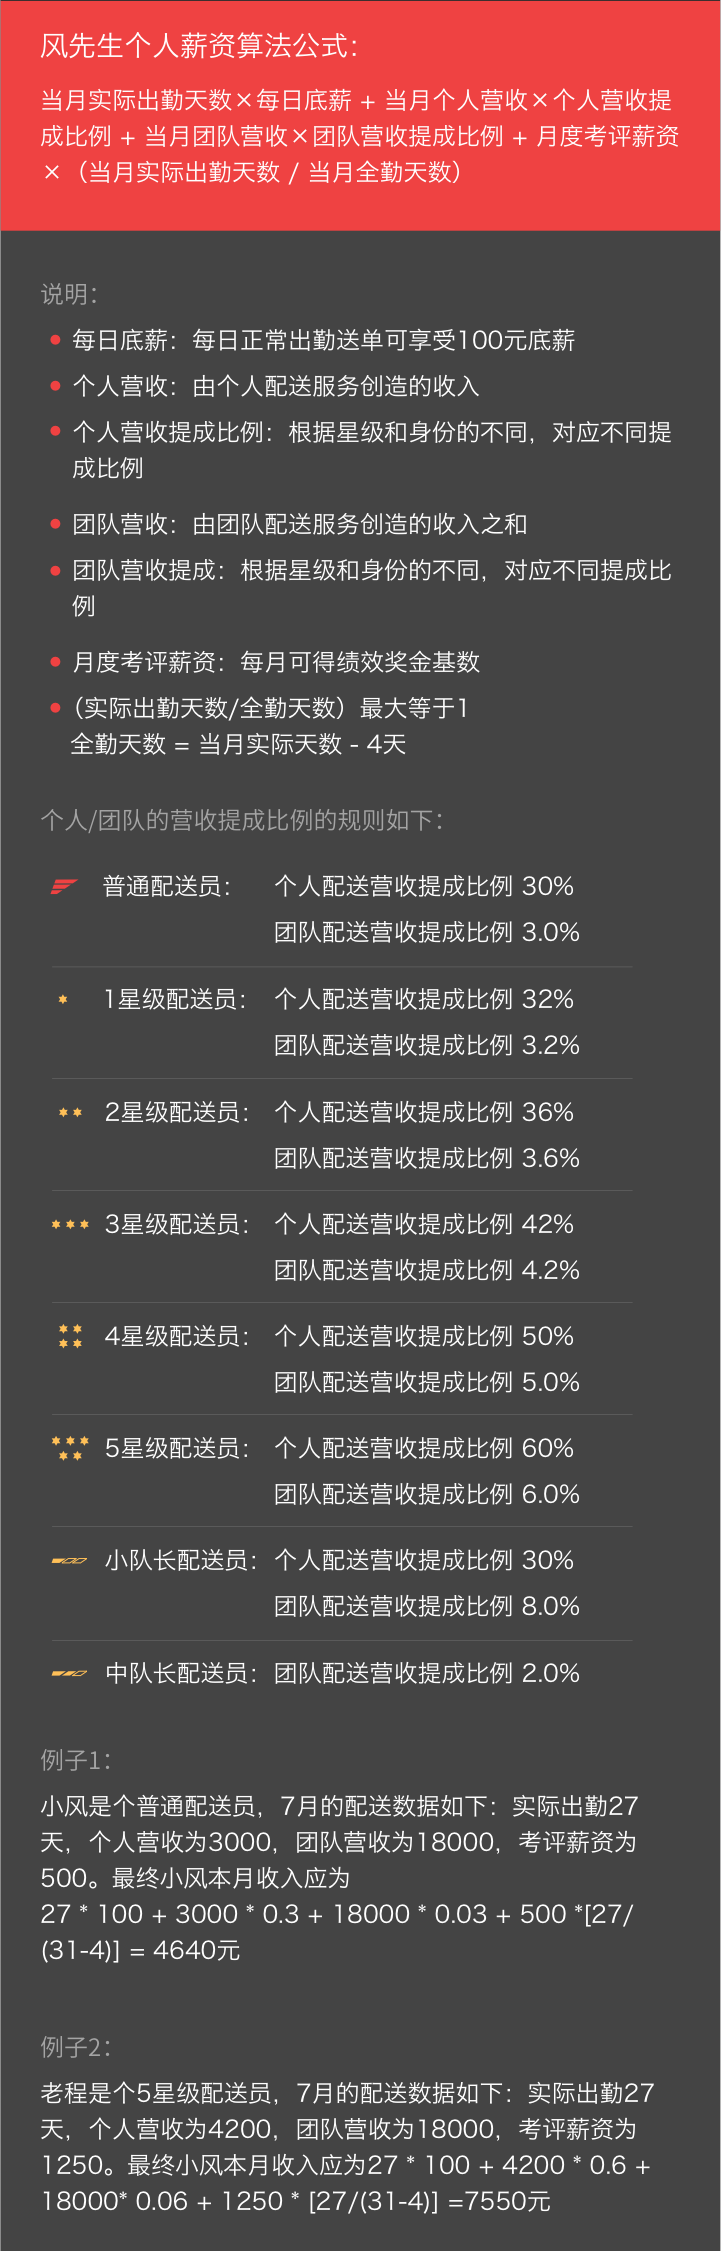 风先生个人薪资算法公式：
当月实际出勤天数×每日底薪 + 当月个人营收×个人营收提
成比例 + 当月团队营收×团队营收提成比例 + 月度考评薪资
×（当月实际出勤天数 / 当月全勤天数）
说明：
每日底薪：每日正常出勤送单可享受100元底薪
个人营收：由个人配送服务创造的收入
个人营收提成比例：根据星级和身份的不同，对应不同提
成比例
团队营收：由团队配送服务创造的收入之和
团队营收提成：根据星级和身份的不同，对应不同提成比
例
月度考评薪资：每月可得绩效奖金基数
（实际出勤天数/全勤天数）最大等于1
全勤天数 = 当月实际天数 - 4天
个人/团队的营收提成比例的规则如下：
普通配送员： 个人配送营收提成比例 30%
团队配送营收提成比例 3.0%
1星级配送员： 个人配送营收提成比例 32%
团队配送营收提成比例 3.2%
2星级配送员： 个人配送营收提成比例 36%
团队配送营收提成比例 3.6%
3星级配送员： 个人配送营收提成比例 42%
团队配送营收提成比例 4.2%
4星级配送员： 个人配送营收提成比例 50%
团队配送营收提成比例 5.0%
5星级配送员： 个人配送营收提成比例 60%
团队配送营收提成比例 6.0%
小队长配送员： 个人配送营收提成比例 30%
团队配送营收提成比例 8.0%
中队长配送员： 团队配送营收提成比例 2.0%
例子1：
小风是个普通配送员，7月的配送数据如下：实际出勤27
天，个人营收为3000，团队营收为18000，考评薪资为
500。最终小风本月收入应为
27 * 100 + 3000 * 0.3 + 18000 * 0.03 + 500 *[27/
(31-4)] = 4640元
例子2：
老程是个5星级配送员，7月的配送数据如下：实际出勤27
天，个人营收为4200，团队营收为18000，考评薪资为
1250。最终小风本月收入应为27 * 100 + 4200 * 0.6 +
18000* 0.06 + 1250 * [27/(31-4)] =7550元